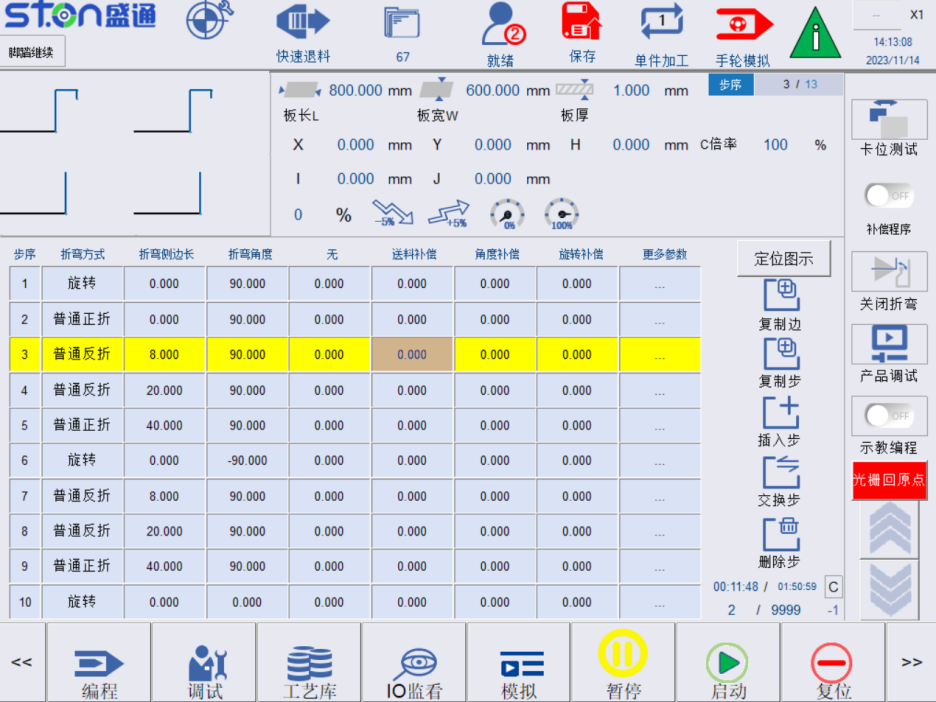 STON盛通
脚踏继续
快速退料
67
2
就绪
保存
1
单件加工
手轮模拟
i
--
X1
14:13:08
2023/11/14
800.000 mm
600.000 mm
1.000 mm
步序
3 / 13
板长L
板宽W
板厚
X 0.000 mm Y 0.000 mm H 0.000 mm C倍率 100 %
I 0.000 mm J 0.000 mm
0 % -5% +5% 0% 100%
卡位测试
OFF
补偿程序
关闭折弯
产品调试
OFF
示教编程
光栅回原点
步序 折弯方式 折弯侧边长 折弯角度 无 送料补偿 角度补偿 旋转补偿 更多参数
1 旋转 0.000 90.000 0.000 0.000 0.000 0.000 ...
2 普通正折 0.000 90.000 0.000 0.000 0.000 0.000 ...
3 普通反折 8.000 90.000 0.000 0.000 0.000 0.000 ...
4 普通反折 20.000 90.000 0.000 0.000 0.000 0.000 ...
5 普通正折 40.000 90.000 0.000 0.000 0.000 0.000 ...
6 旋转 0.000 -90.000 0.000 0.000 0.000 0.000 ...
7 普通反折 8.000 90.000 0.000 0.000 0.000 0.000 ...
8 普通反折 20.000 90.000 0.000 0.000 0.000 0.000 ...
9 普通正折 40.000 90.000 0.000 0.000 0.000 0.000 ...
10 旋转 0.000 0.000 0.000 0.000 0.000 0.000 ...
定位图示
复制边
复制步
插入步
交换步
删除步
00:11:48 / 01:50:59 C
2 / 9999 -1
<<
编程
调试
工艺库
IO监看
模拟
暂停
启动
复位
>>